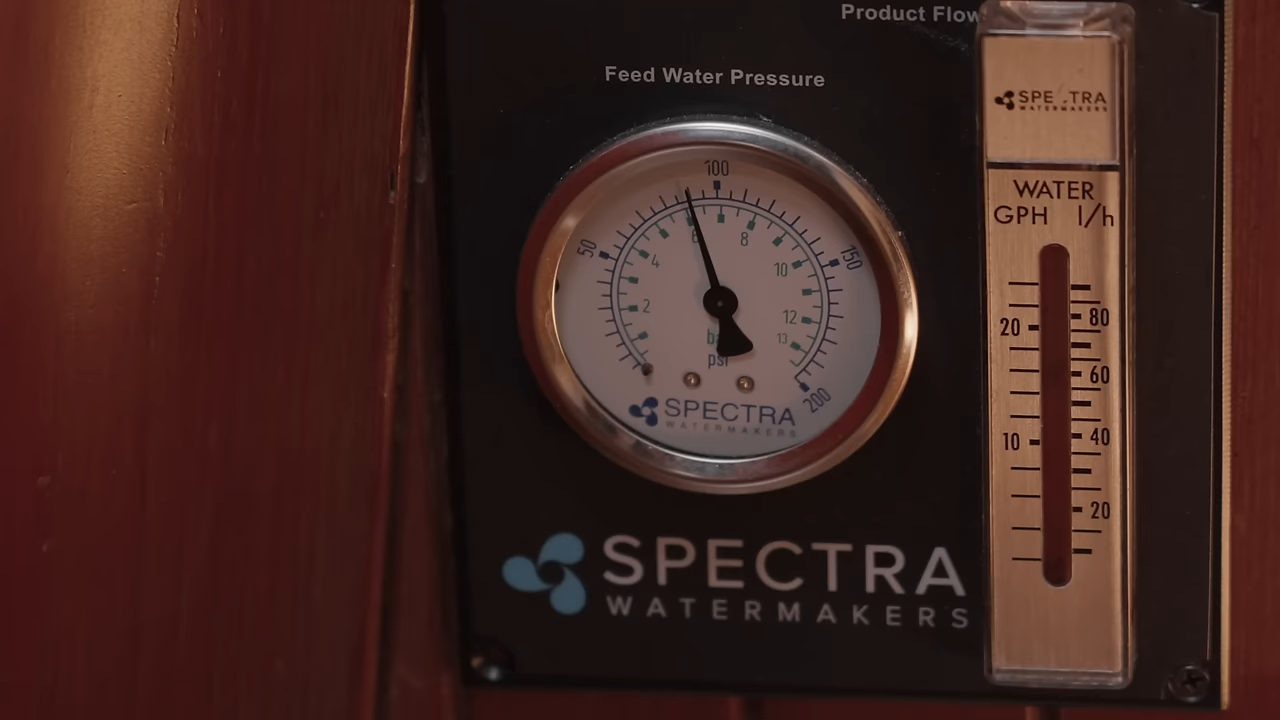 Product Flow
Feed Water Pressure
100
50
150
6
8
4
10
2
12
13
psi
200
SPECTRA
WATERMAKERS
SPECTRA
WATERMAKERS
SPECTRA
WATERMAKERS
WATER
GPH l/h
80
20
60
40
10
20